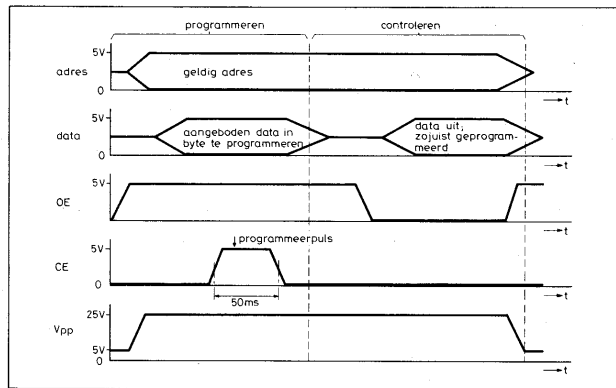 programmeren
controleren
5V
adres
geldig adres
0
t
5V
data
aangeboden data in
byte te programmeren
data uit;
zojuist geprogram-
meerd
0
t
5V
OE
0
t
programmeerpuls
5V
CE
0
50ms
t
25V
Vpp
5V
0
t